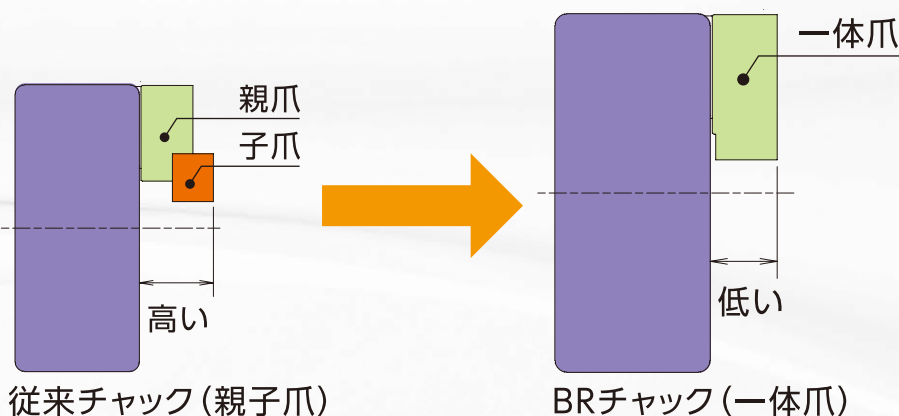 親爪
子爪
高い
従来チャック(親子爪)
一体爪
低い
BRチャック(一体爪)